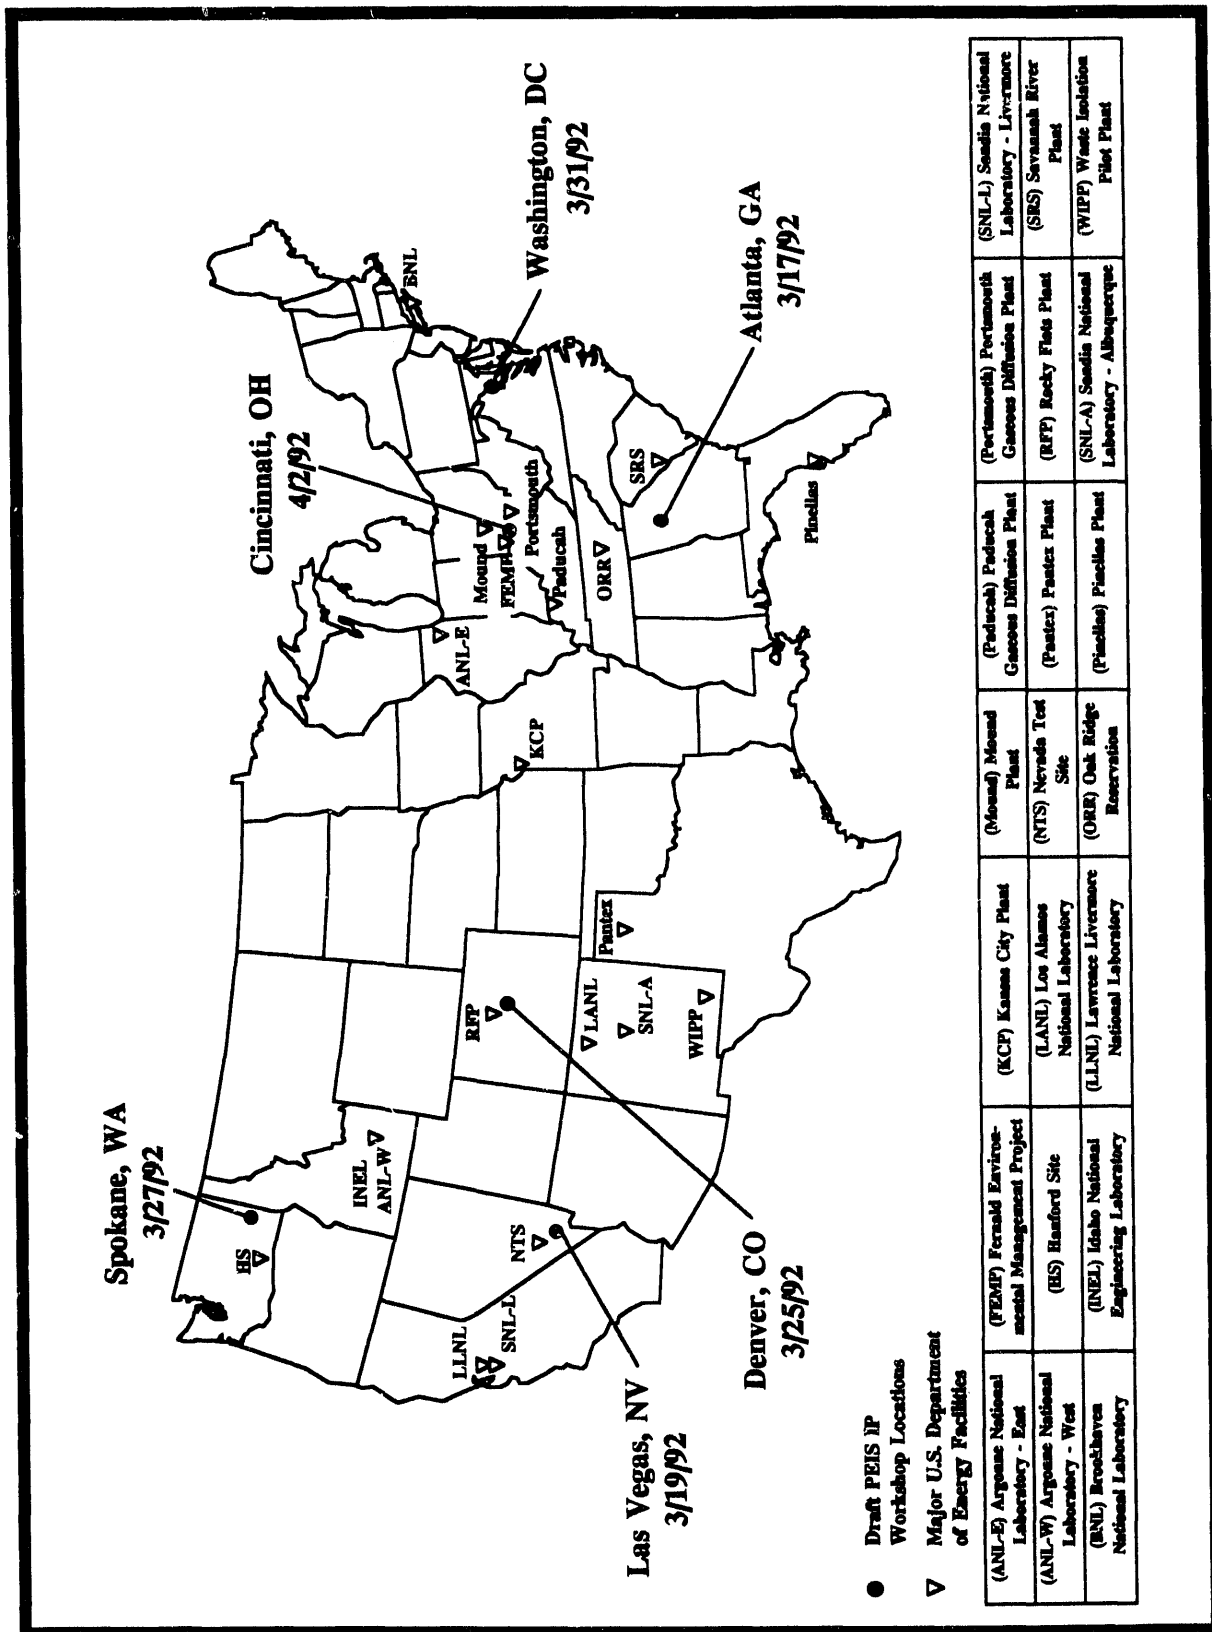 Spokane, WA
3/27/92
Cincinnati, OH
4/2/92
Washington, DC
3/31/92
Atlanta, GA
3/17/92
Las Vegas, NV
3/19/92
Denver, CO
3/25/92
HS
INEL
ANL-W
LLNL
SNL-L
NTS
RFP
LANL
SNL-A
WIPP
Pantex
KCP
ANL-E
Mound
FEMP
Portsmouth
Paducah
ORR
SRS
Pinellas
BNL
Draft PEIS IP
Workshop Locations
Major U.S. Department
of Energy Facilities
(ANL-E) Argonne National
Laboratory - East
(FEMP) Fernald Environ-
mental Management Project
(KCP) Kansas City Plant
(Mound) Mound
Plant
(Paducah) Paducah
Gaseous Diffusion Plant
(Portsmouth) Portsmouth
Gaseous Diffusion Plant
(SNL-L) Sandia National
Laboratory - Livermore
(ANL-W) Argonne National
Laboratory - West
(HS) Hanford Site
(LANL) Los Alamos
National Laboratory
(NTS) Nevada Test
Site
(Pantex) Pantex Plant
(RFP) Rocky Flats Plant
(SRS) Savannah River
Plant
(BNL) Brookhaven
National Laboratory
(INEL) Idaho National
Engineering Laboratory
(LLNL) Lawrence Livermore
National Laboratory
(ORR) Oak Ridge
Reservation
(Pinellas) Pinellas Plant
(SNL-A) Sandia National
Laboratory - Albuquerque
(WIPP) Waste Isolation
Pilot Plant